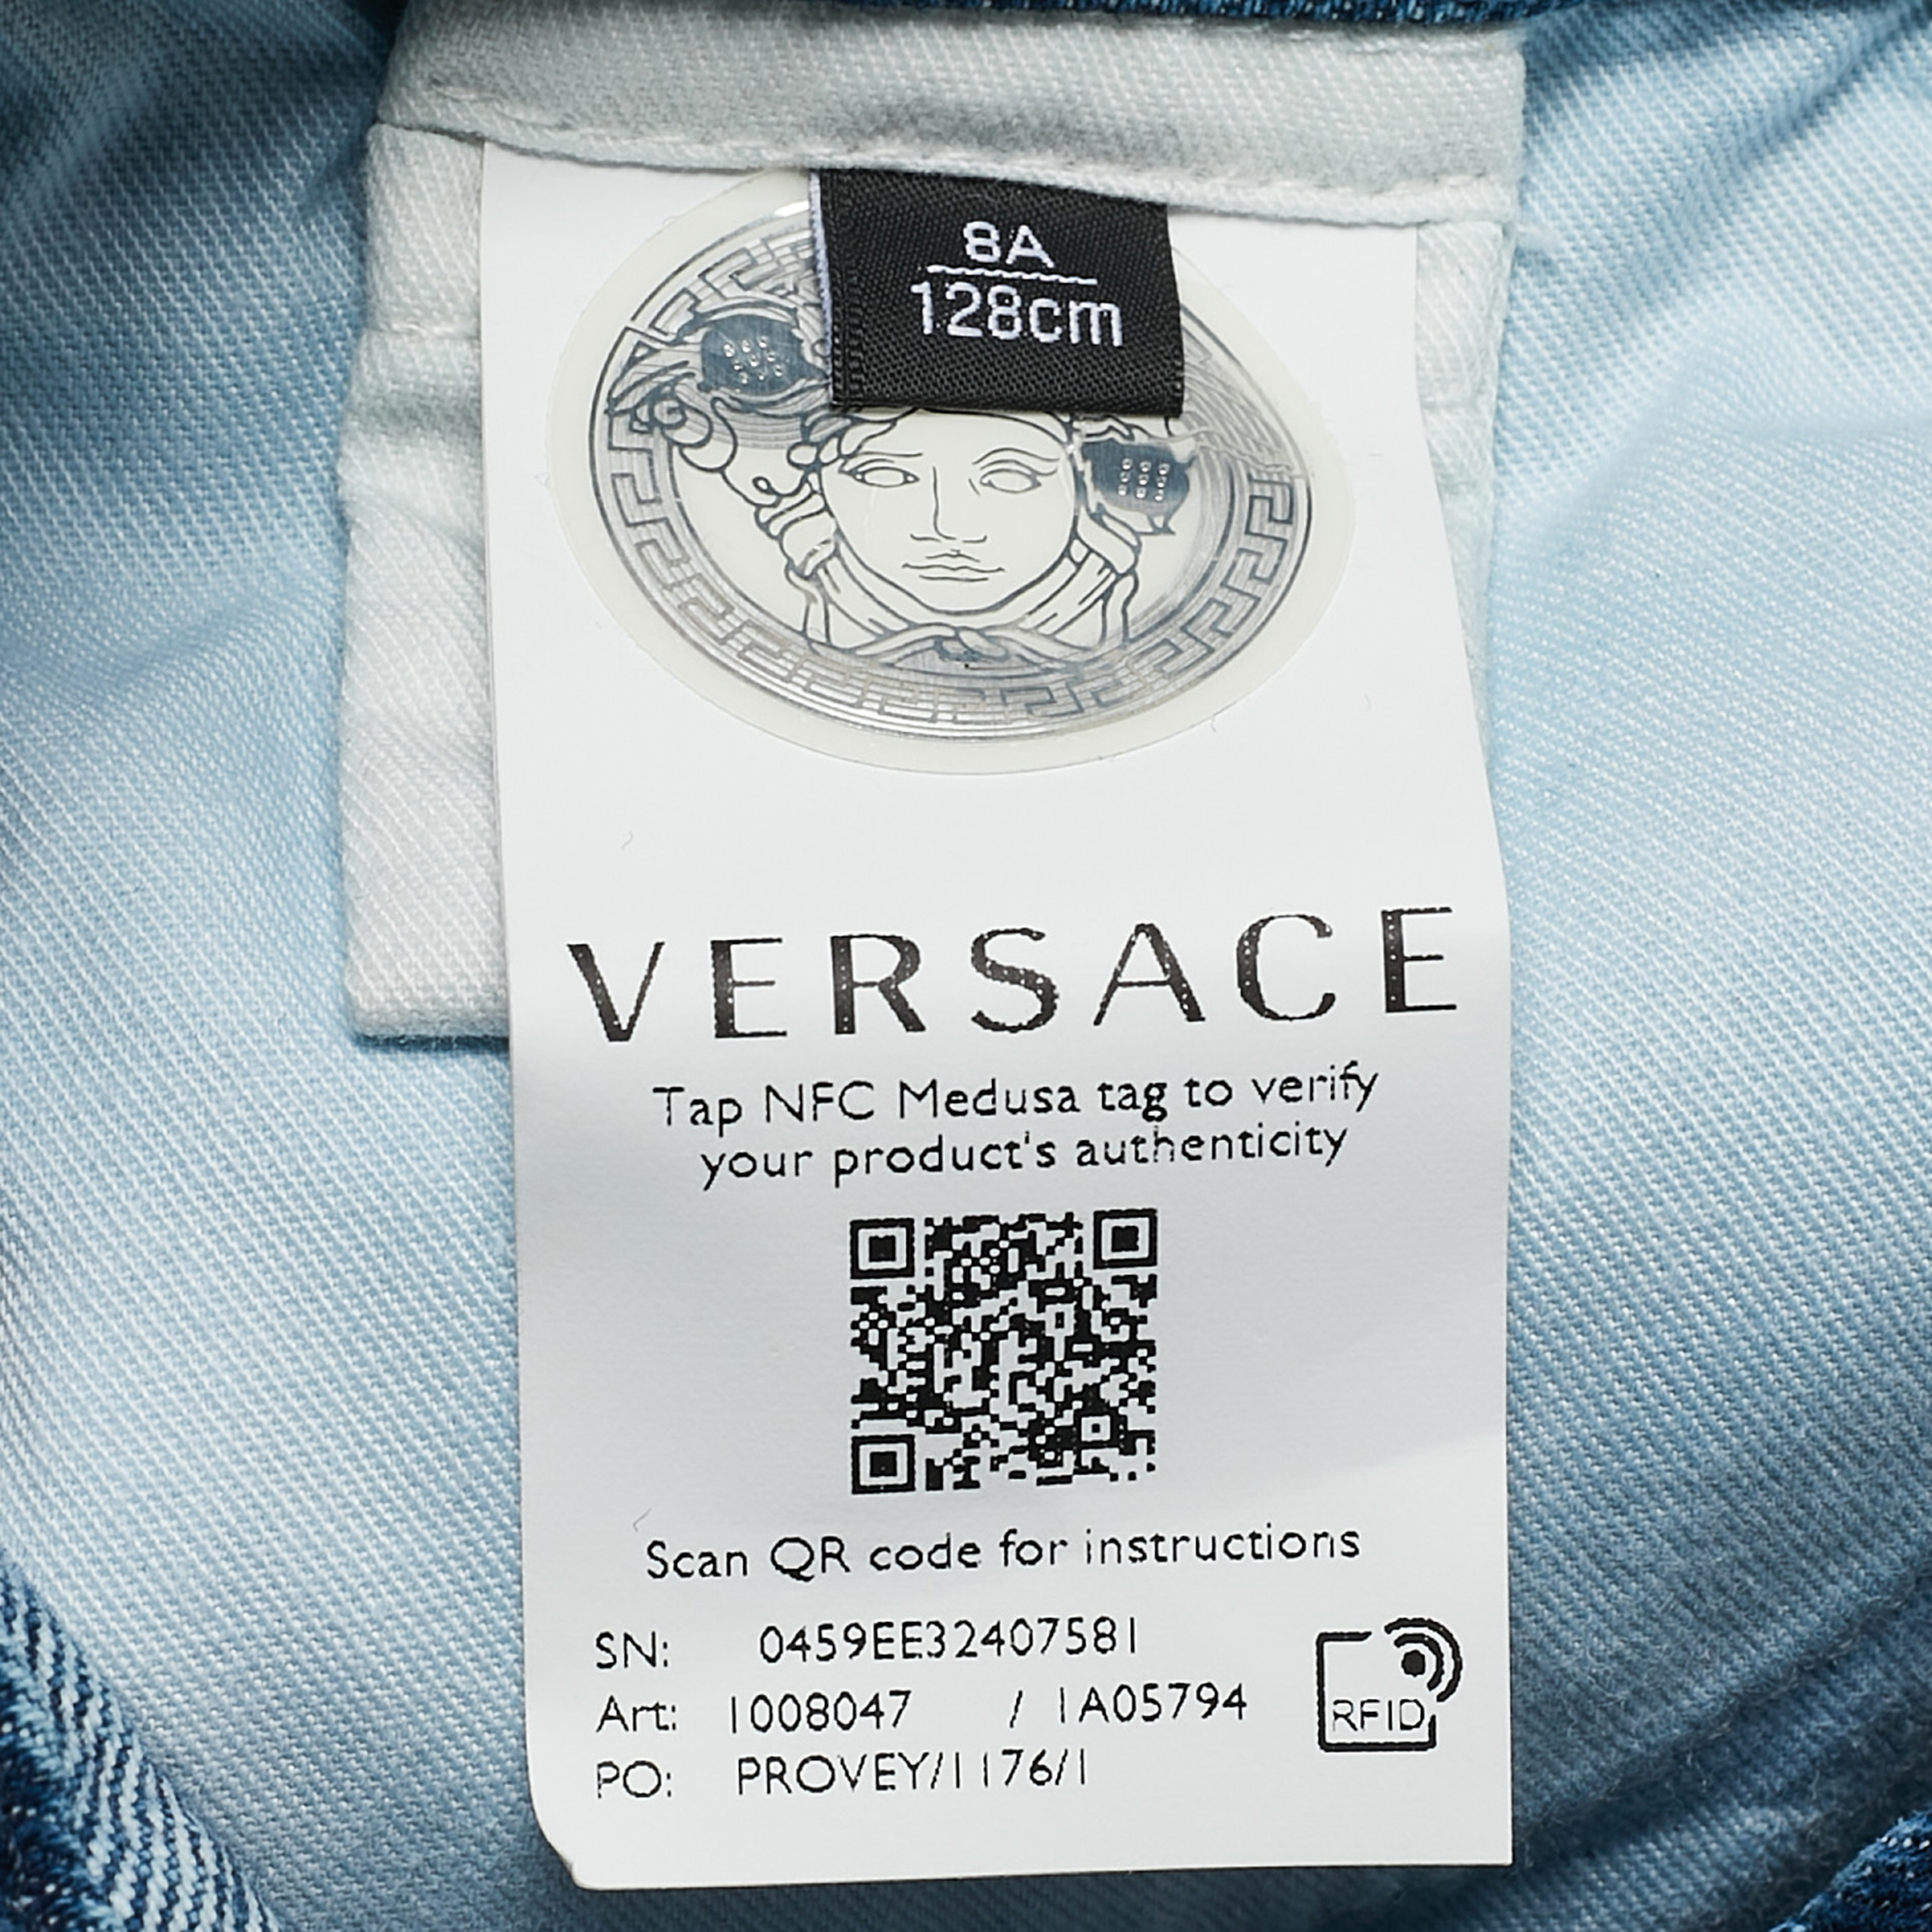 8A
128cm
VERSACE
Tap NFC Medusa tag to verify
your product's authenticity
Scan QR code for instructions
SN: 0459EE32407581
Art: 1008047 / 1A05794
PO: PROVEY/1176/1
RFID